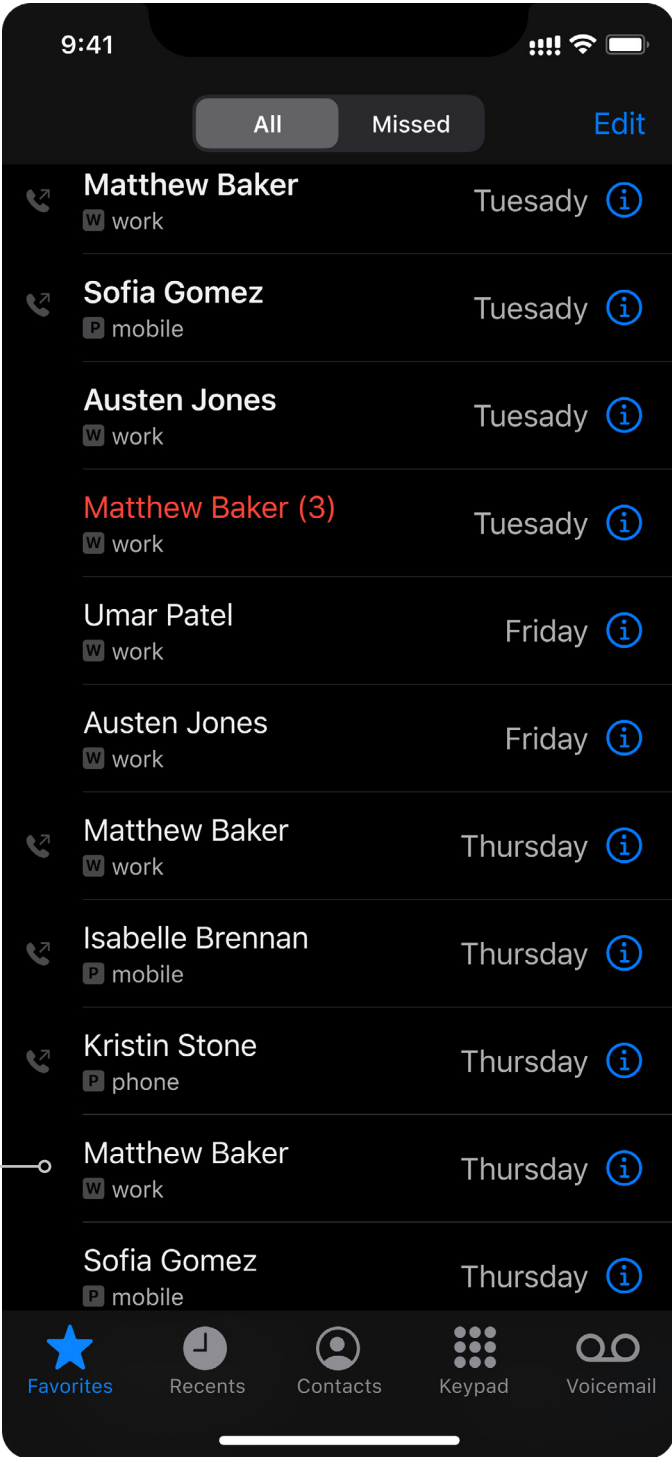 9:41
All Missed Edit
Matthew Baker Tuesady
W work
Sofia Gomez Tuesady
P mobile
Austen Jones Tuesady
W work
Matthew Baker (3) Tuesady
W work
Umar Patel Friday
W work
Austen Jones Friday
W work
Matthew Baker Thursday
W work
Isabelle Brennan Thursday
P mobile
Kristin Stone Thursday
P phone
Matthew Baker Thursday
W work
Sofia Gomez Thursday
P mobile
Favorites Recents Contacts Keypad Voicemail